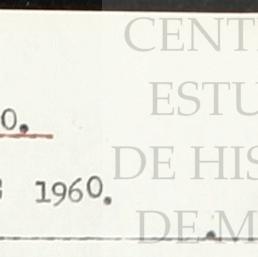 CENT
ESTU
0.
DE HIS
1960.
DE M